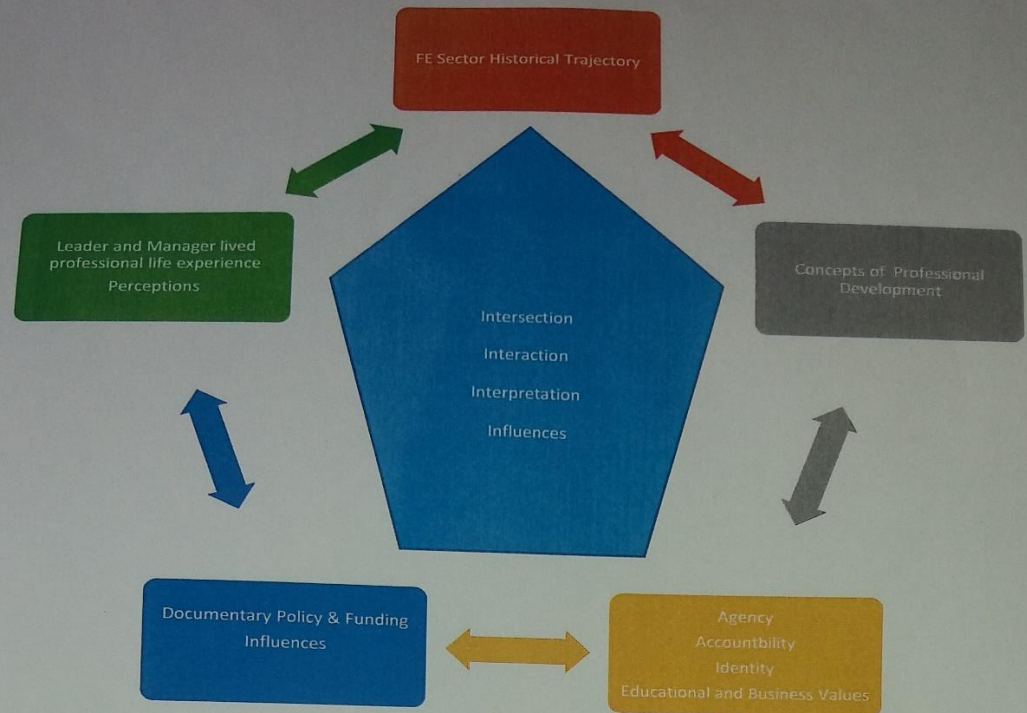 FE Sector Historical Trajectory
Leader and Manager lived
professional life experience
Perceptions
Concepts of Professional
Development
Intersection
Interaction
Interpretation
Influences
Documentary Policy & Funding
Influences
Agency
Accountbility
Identity
Educational and Business Values